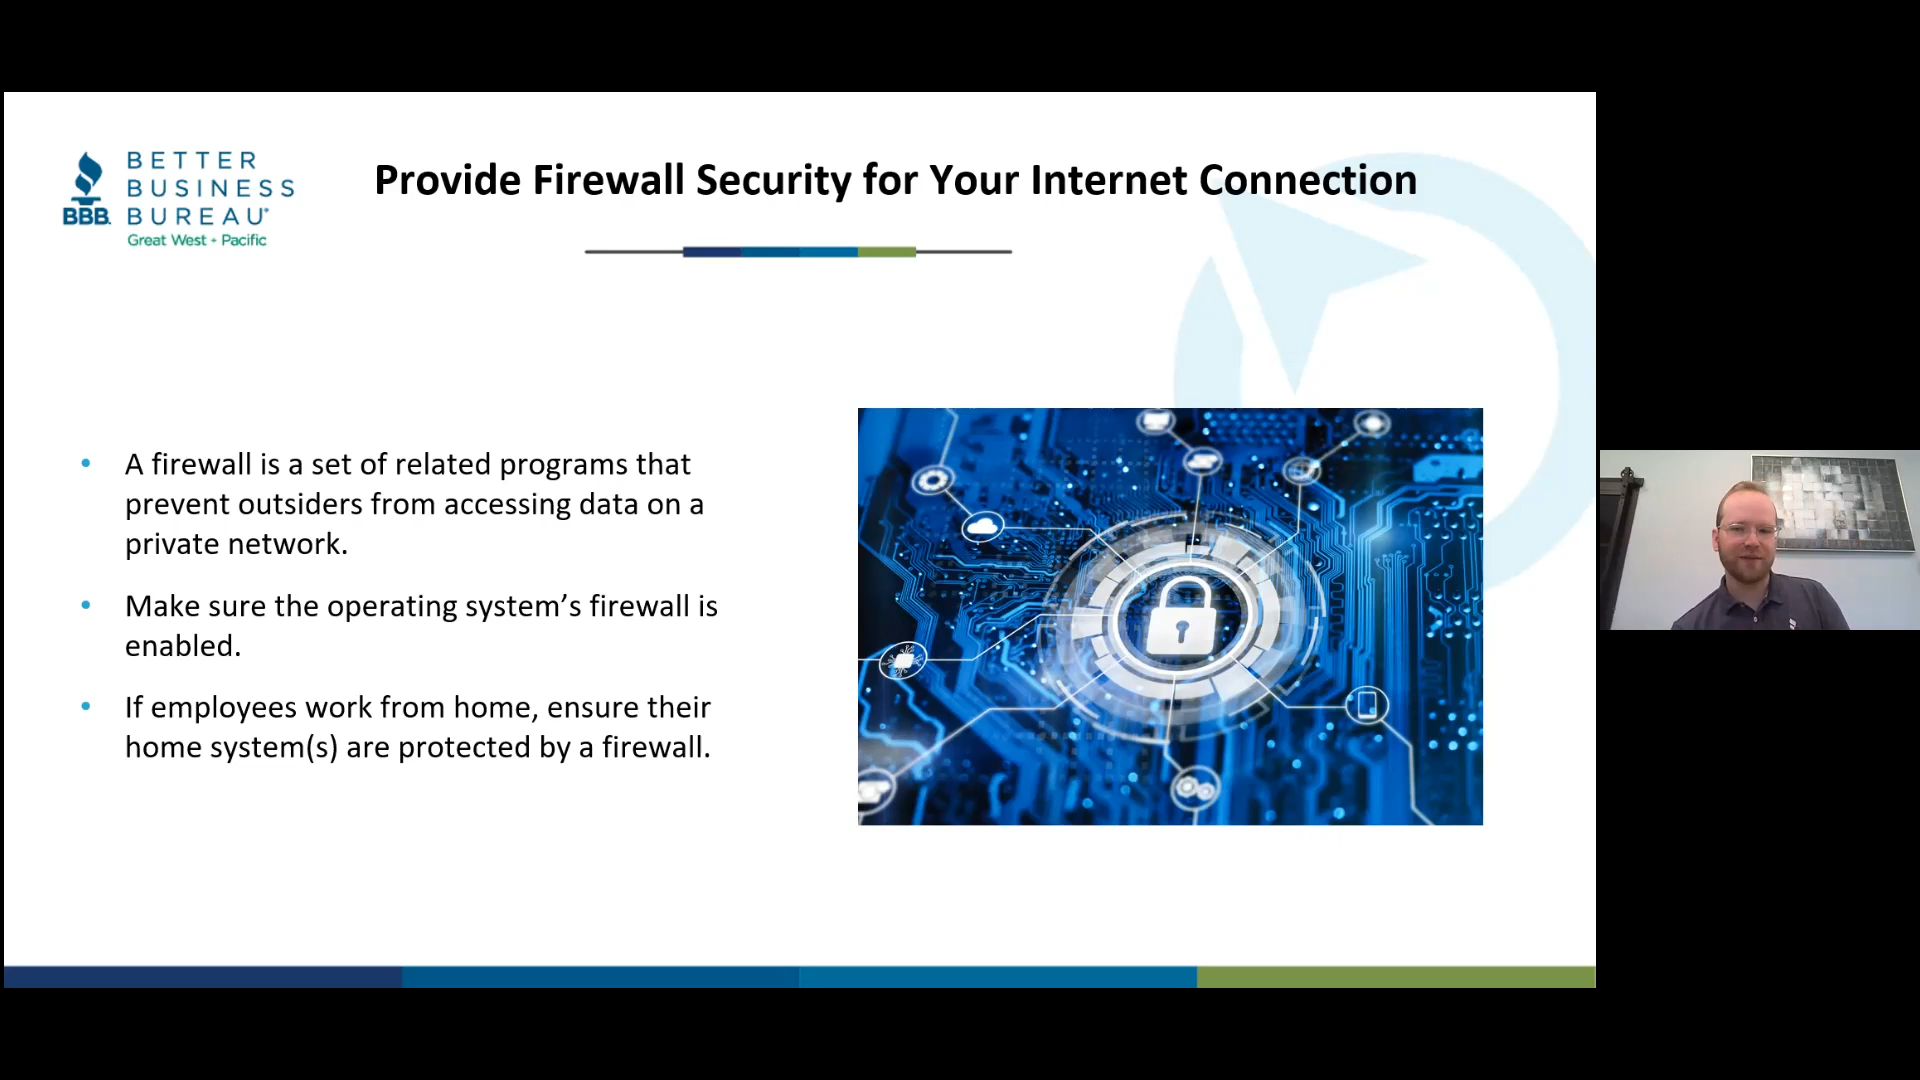 BETTER
BUSINESS
BBB. BUREAU®
Great West + Pacific
Provide Firewall Security for Your Internet Connection
• A firewall is a set of related programs that
prevent outsiders from accessing data on a
private network.
• Make sure the operating system’s firewall is
enabled.
• If employees work from home, ensure their
home system(s) are protected by a firewall.